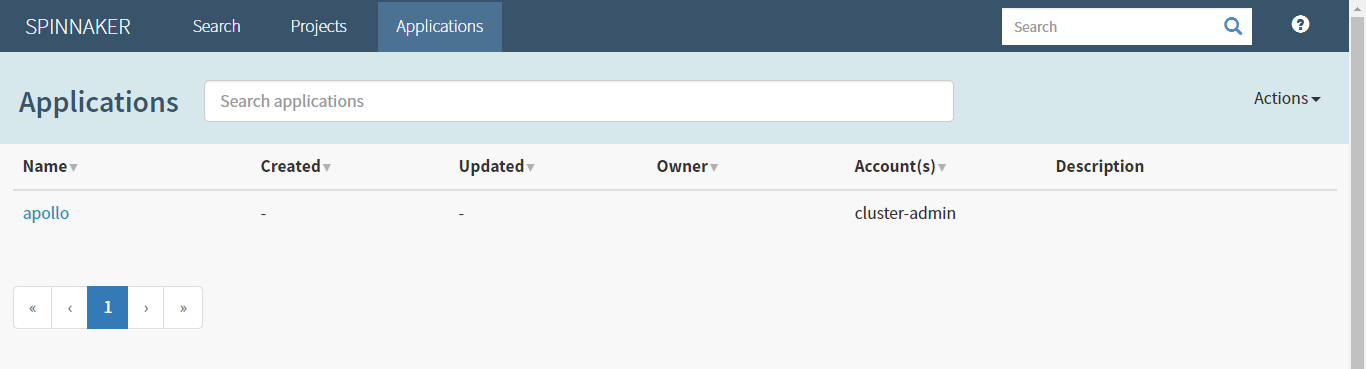 SPINNAKER Search Projects Applications Search ?
Applications Search applications Actions
Name Created Updated Owner Account(s) Description
apollo - - cluster-admin
« ‹ 1 › »